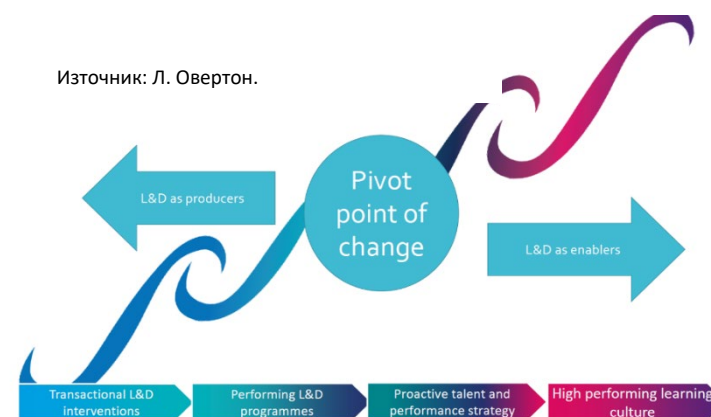 Източник: Л. Овертон.
L&D as producers
Pivot
point of
change
L&D as enablers
Transactional L&D
interventions
Performing L&D
programmes
Proactive talent and
performance strategy
High performing learning
culture